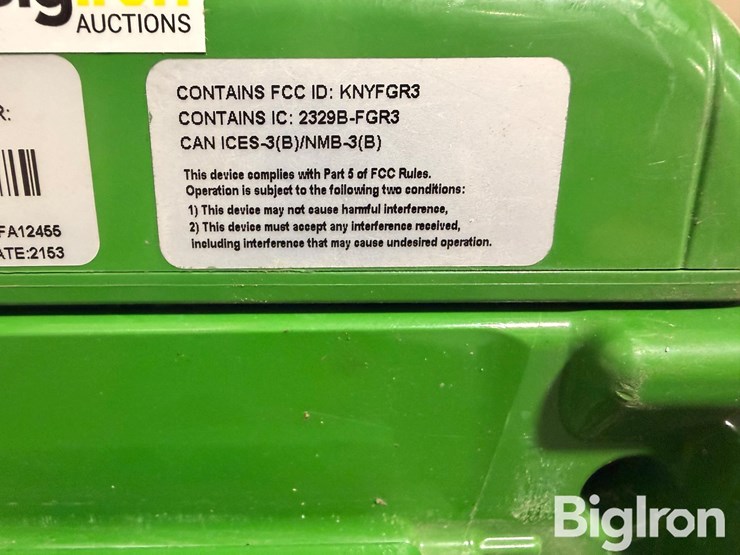 BigIron
AUCTIONS
R:
FA12455
ATE:2153
CONTAINS FCC ID: KNYFGR3
CONTAINS IC: 2329B-FGR3
CAN ICES-3(B)/NMB-3(B)
This device complies with Part 5 of FCC Rules.
Operation is subject to the following two conditions:
1) This device may not cause harmful interference,
2) This device must accept any interference received,
including interference that may cause undesired operation.
BigIron